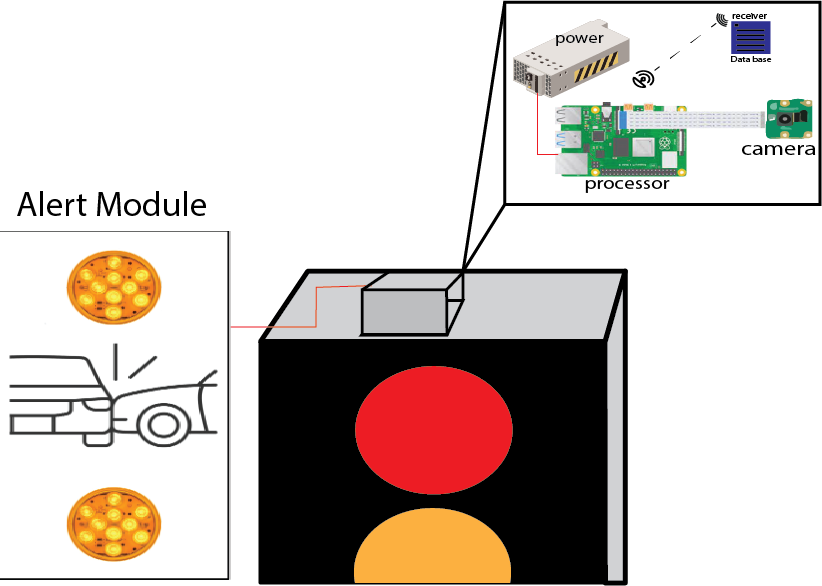 power
receiver
Data base
camera
processor
Alert Module